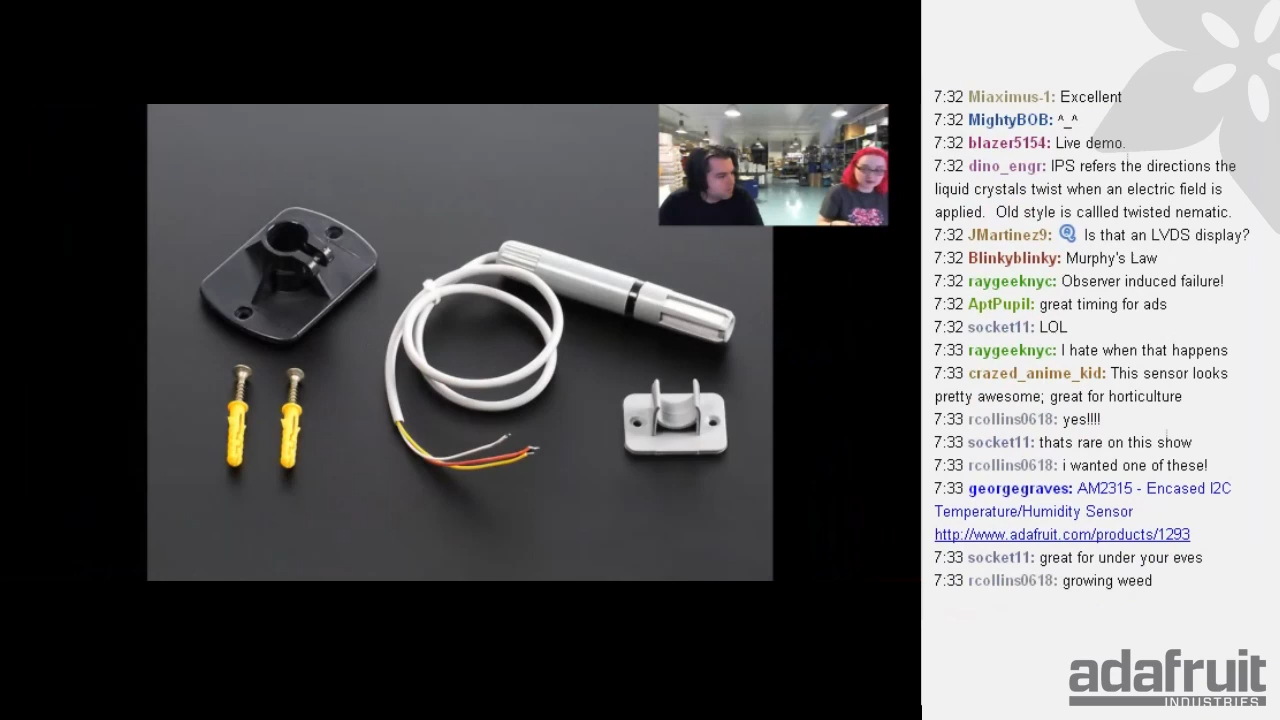 7:32 Miaximus-1: Excellent
7:32 MightyBOB: ^_^
7:32 blazer5154: Live demo.
7:32 dino_engr: IPS refers the directions the
liquid crystals twist when an electric field is
applied. Old style is callled twisted nematic.
7:32 JMartinez9: Is that an LVDS display?
7:32 Blinkyblinky: Murphy's Law
7:32 raygeeknyc: Observer induced failure!
7:32 AptPupil: great timing for ads
7:32 socket11: LOL
7:33 raygeeknyc: I hate when that happens
7:33 crazed_anime_kid: This sensor looks
pretty awesome; great for horticulture
7:33 rcollins0618: yes!!!!
7:33 socket11: thats rare on this show
7:33 rcollins0618: i wanted one of these!
7:33 georgegraves: AM2315 - Encased I2C
Temperature/Humidity Sensor
http://www.adafruit.com/products/1293
7:33 socket11: great for under your eves
7:33 rcollins0618: growing weed
adafruit
INDUSTRIES